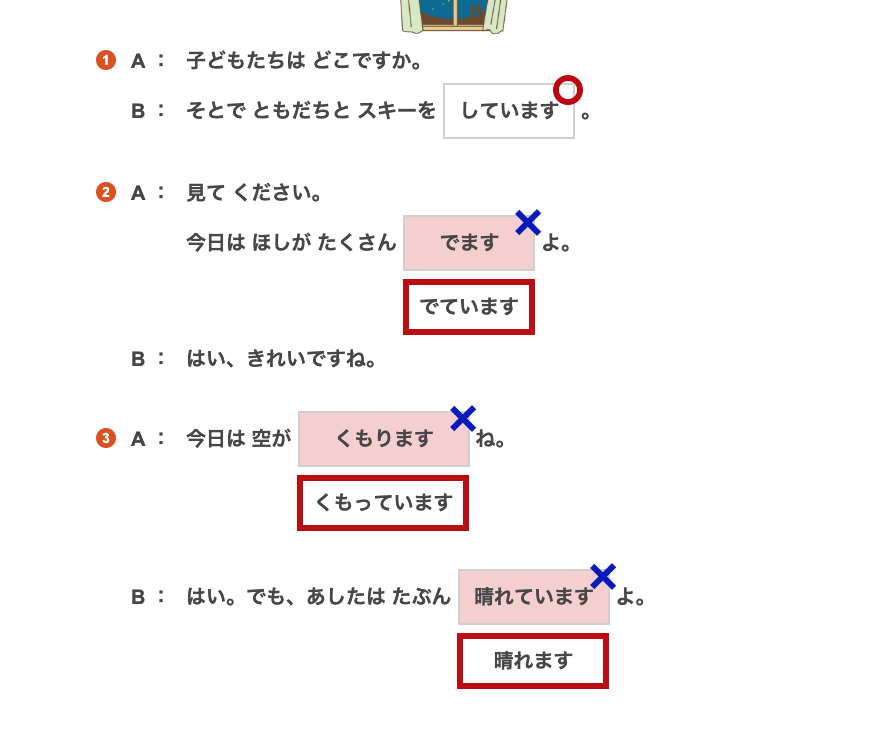 1 A ： 子どもたちは どこですか。
B ： そとで ともだちと スキーを しています 。
2 A ： 見て ください。
今日は ほしが たくさん でます よ。
でています
B ： はい、きれいですね。
3 A ： 今日は 空が くもります ね。
くもっています
B ： はい。でも、あしたは たぶん 晴れています よ。
晴れます